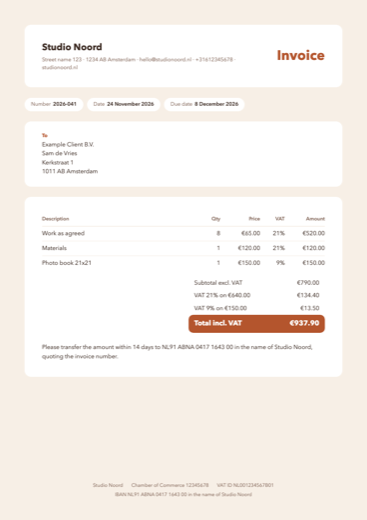 Studio Noord
Invoice
Street name 123 · 1234 AB Amsterdam · hello@studionoord.nl · +31612345678 ·
studionoord.nl
Number 2026-041
Date 24 November 2026
Due date 8 December 2026
To
Example Client B.V.
Sam de Vries
Kerkstraat 1
1011 AB Amsterdam
Description Qty Price VAT Amount
Work as agreed 8 €65.00 21% €520.00
Materials 1 €120.00 21% €120.00
Photo book 21x21 1 €150.00 9% €150.00
Subtotal excl. VAT €790.00
VAT 21% on €640.00 €134.40
VAT 9% on €150.00 €13.50
Total incl. VAT €937.90
Please transfer the amount within 14 days to NL91 ABNA 0417 1643 00 in the name of Studio Noord,
quoting the invoice number.
Studio Noord Chamber of Commerce 12345678 VAT ID NL001234567B01
IBAN NL91 ABNA 0417 1643 00 in the name of Studio Noord